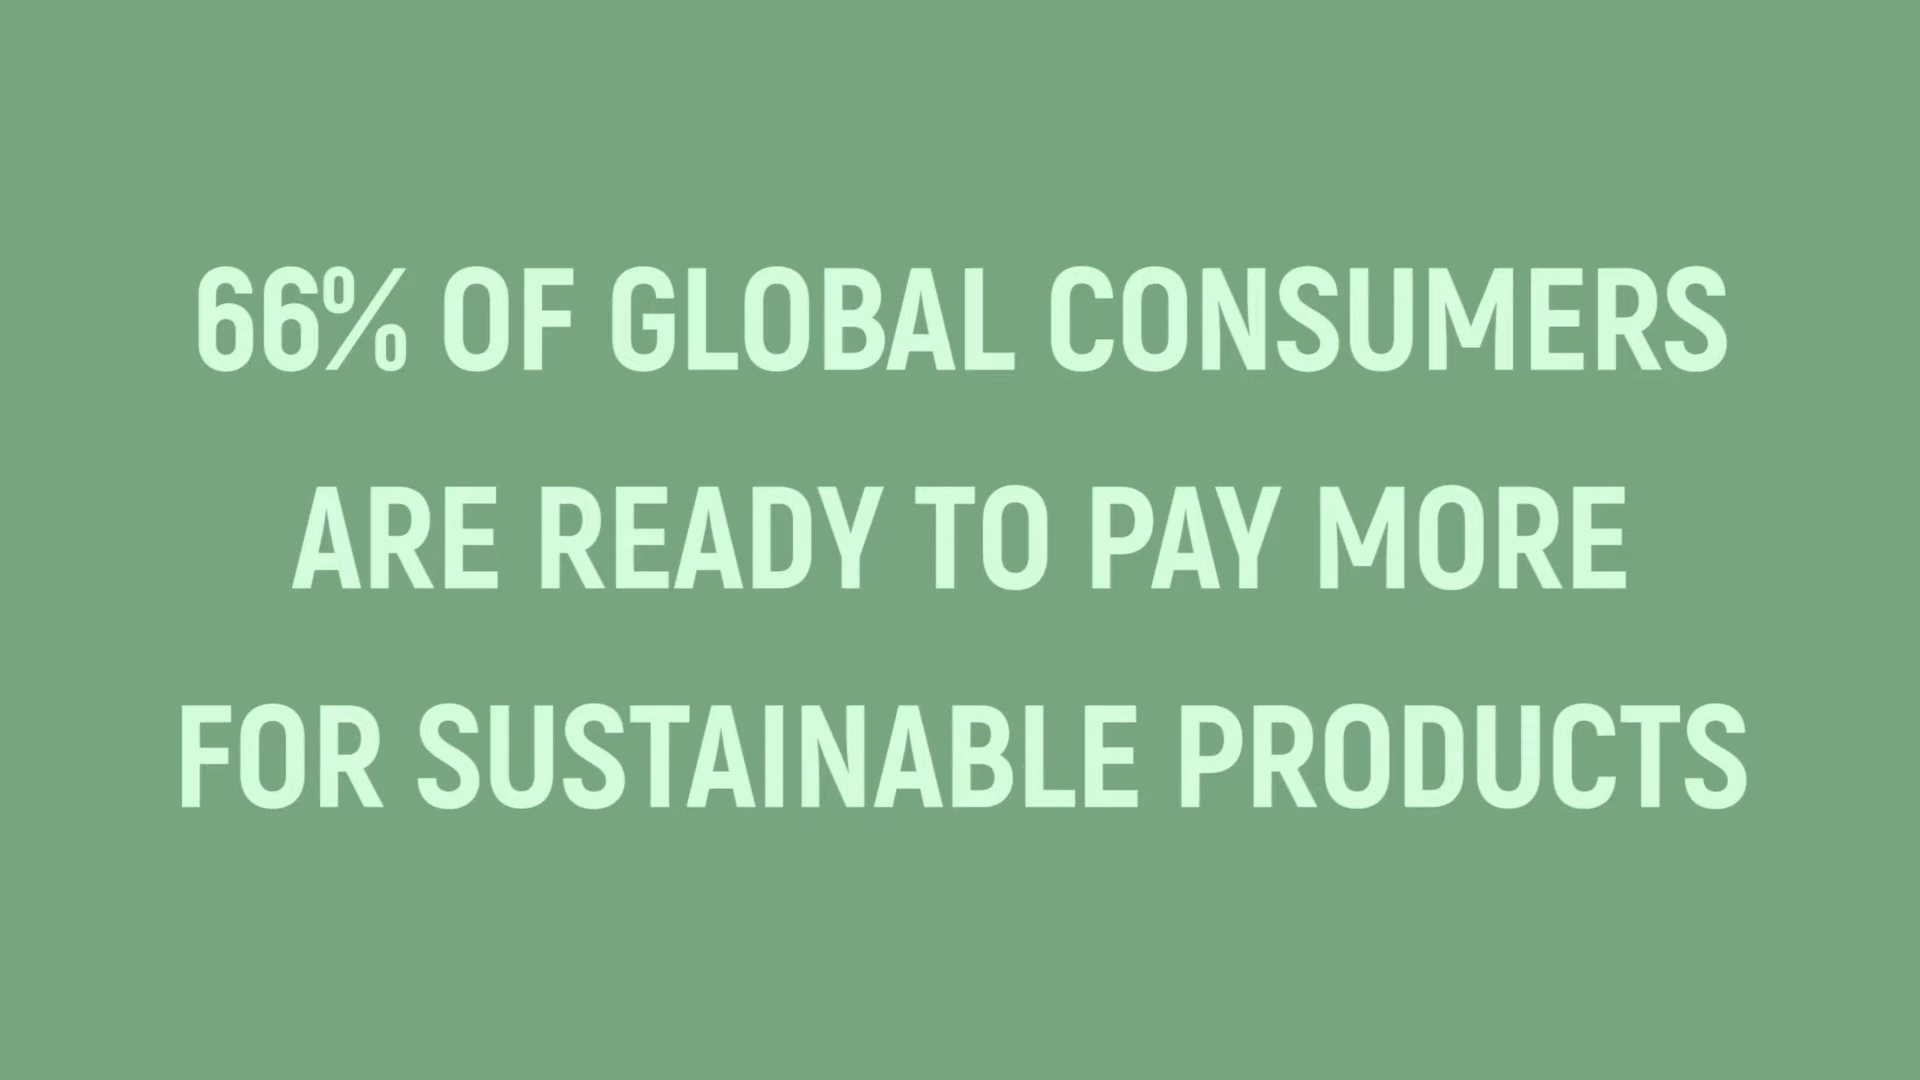 66% OF GLOBAL CONSUMERS
ARE READY TO PAY MORE
FOR SUSTAINABLE PRODUCTS